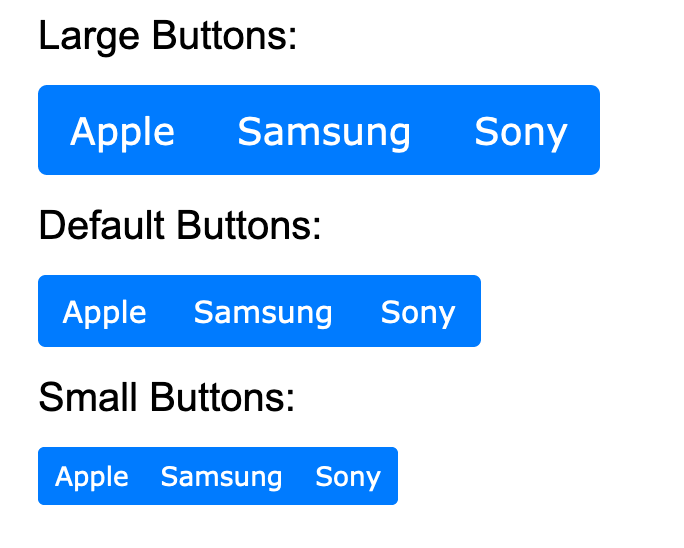 Large Buttons:
Apple Samsung Sony
Default Buttons:
Apple Samsung Sony
Small Buttons:
Apple Samsung Sony